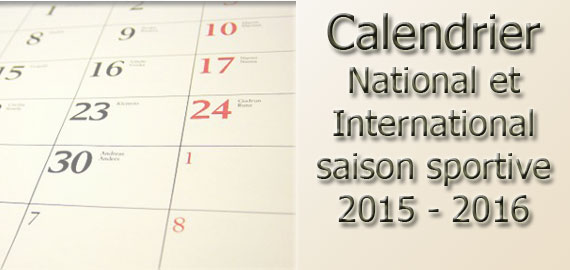 1
8 9 10
15 16 17
23 24
30 1
7 8
Calendrier
National et
International
saison sportive
2015 - 2016